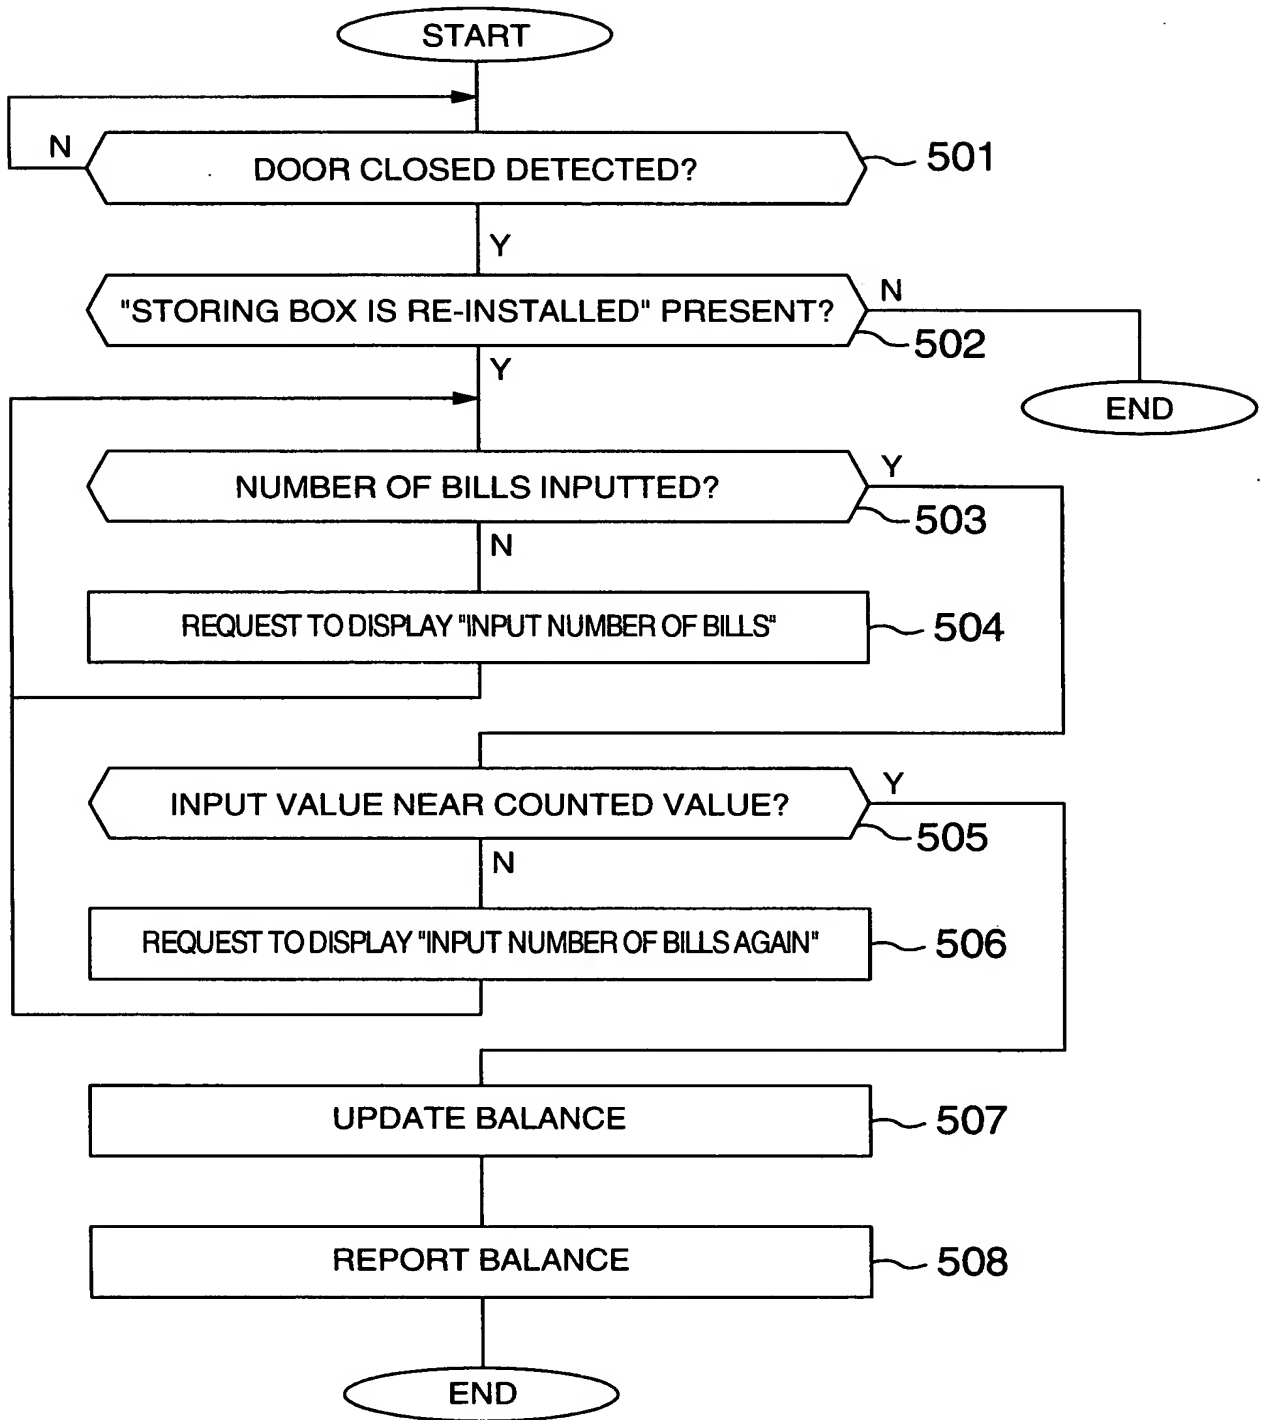 START
N
DOOR CLOSED DETECTED?
501
Y
"STORING BOX IS RE-INSTALLED" PRESENT?
N
502
Y
END
NUMBER OF BILLS INPUTTED?
Y
503
N
REQUEST TO DISPLAY "INPUT NUMBER OF BILLS"
504
INPUT VALUE NEAR COUNTED VALUE?
Y
505
N
REQUEST TO DISPLAY "INPUT NUMBER OF BILLS AGAIN"
506
UPDATE BALANCE
507
REPORT BALANCE
508
END